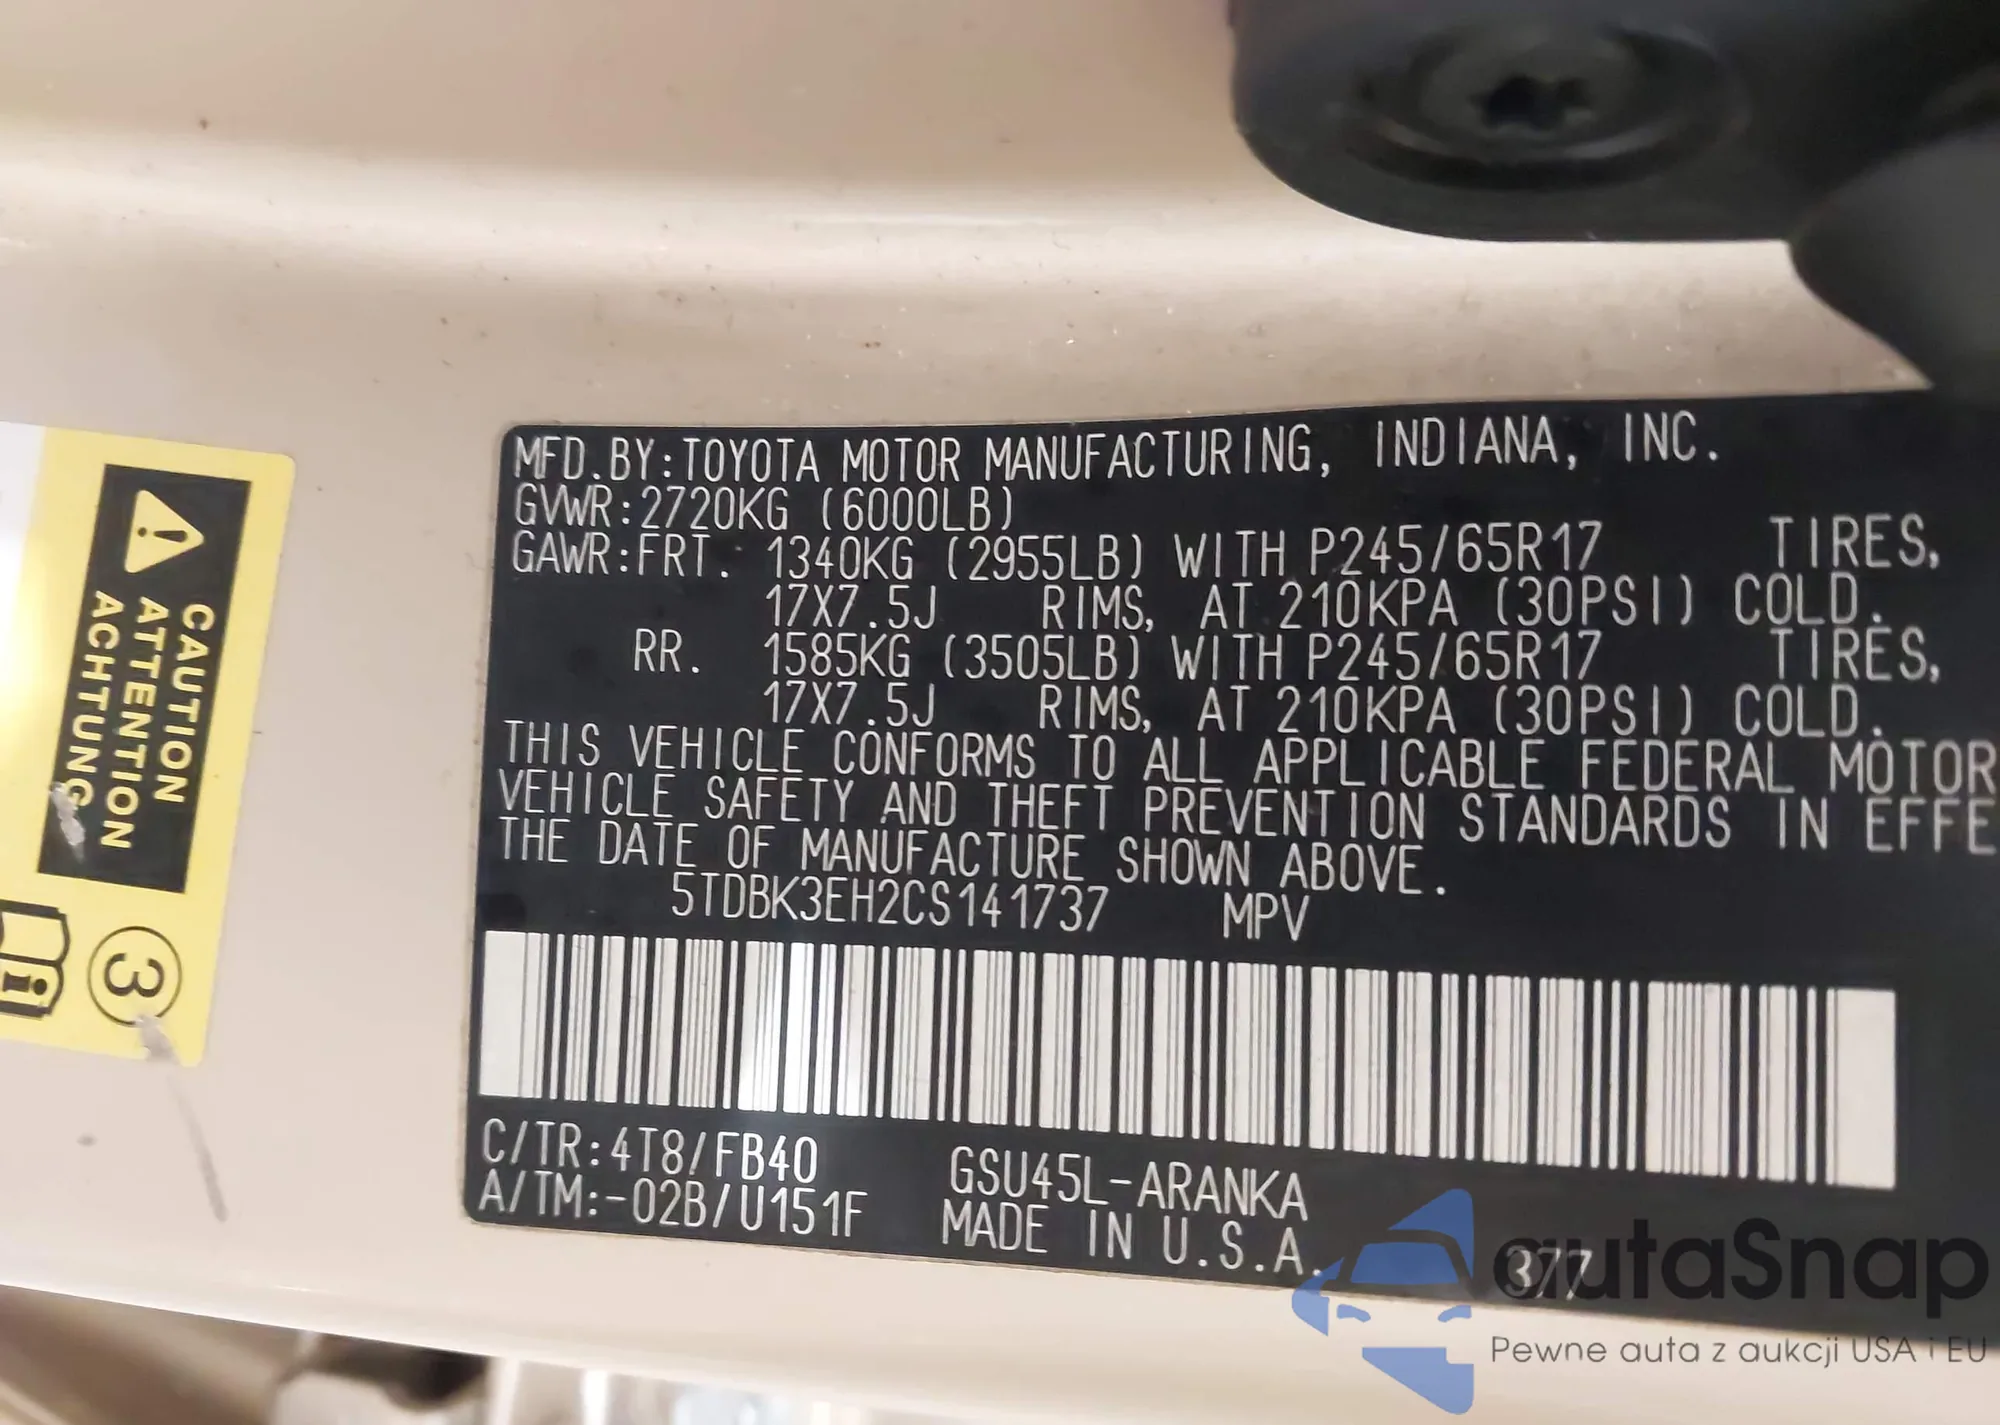 MFD.BY:TOYOTA MOTOR MANUFACTURING, INDIANA, INC.
GVWR:2720KG (6000LB)
GAWR:FRT. 1340KG (2955LB) WITH P245/65R17 TIRES,
17X7.5J RIMS, AT 210KPA (30PSI) COLD.
RR. 1585KG (3505LB) WITH P245/65R17 TIRES,
17X7.5J RIMS, AT 210KPA (30PSI) COLD.
THIS VEHICLE CONFORMS TO ALL APPLICABLE FEDERAL MOTOR
VEHICLE SAFETY AND THEFT PREVENTION STANDARDS IN EFFE
THE DATE OF MANUFACTURE SHOWN ABOVE.
5TDBK3EH2CS141737 MPV
C/TR:4T8/FB40 GSU45L-ARANKA
A/TM:-02B/U151F MADE IN U.S.A.
377
CAUTION
ATTENTION
ACHTUNG
3
autaSnap
Pewne auta z aukcji USA i EU